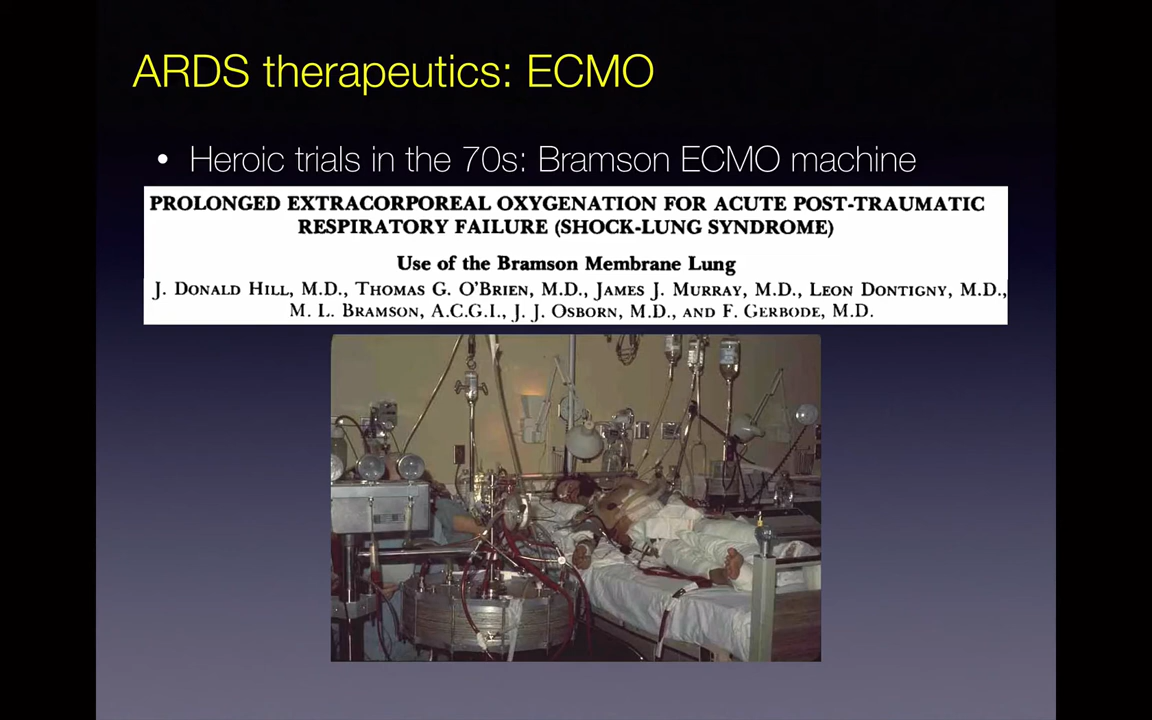 ARDS therapeutics: ECMO
• Heroic trials in the 70s: Bramson ECMO machine
PROLONGED EXTRACORPOREAL OXYGENATION FOR ACUTE POST-TRAUMATIC
RESPIRATORY FAILURE (SHOCK-LUNG SYNDROME)
Use of the Bramson Membrane Lung
J. DONALD HILL, M.D., THOMAS G. O'BRIEN, M.D., JAMES J. MURRAY, M.D., LEON DONTIGNY, M.D.,
M. L. BRAMSON, A.C.G.I., J. J. OSBORN, M.D., AND F. GERBODE, M.D.